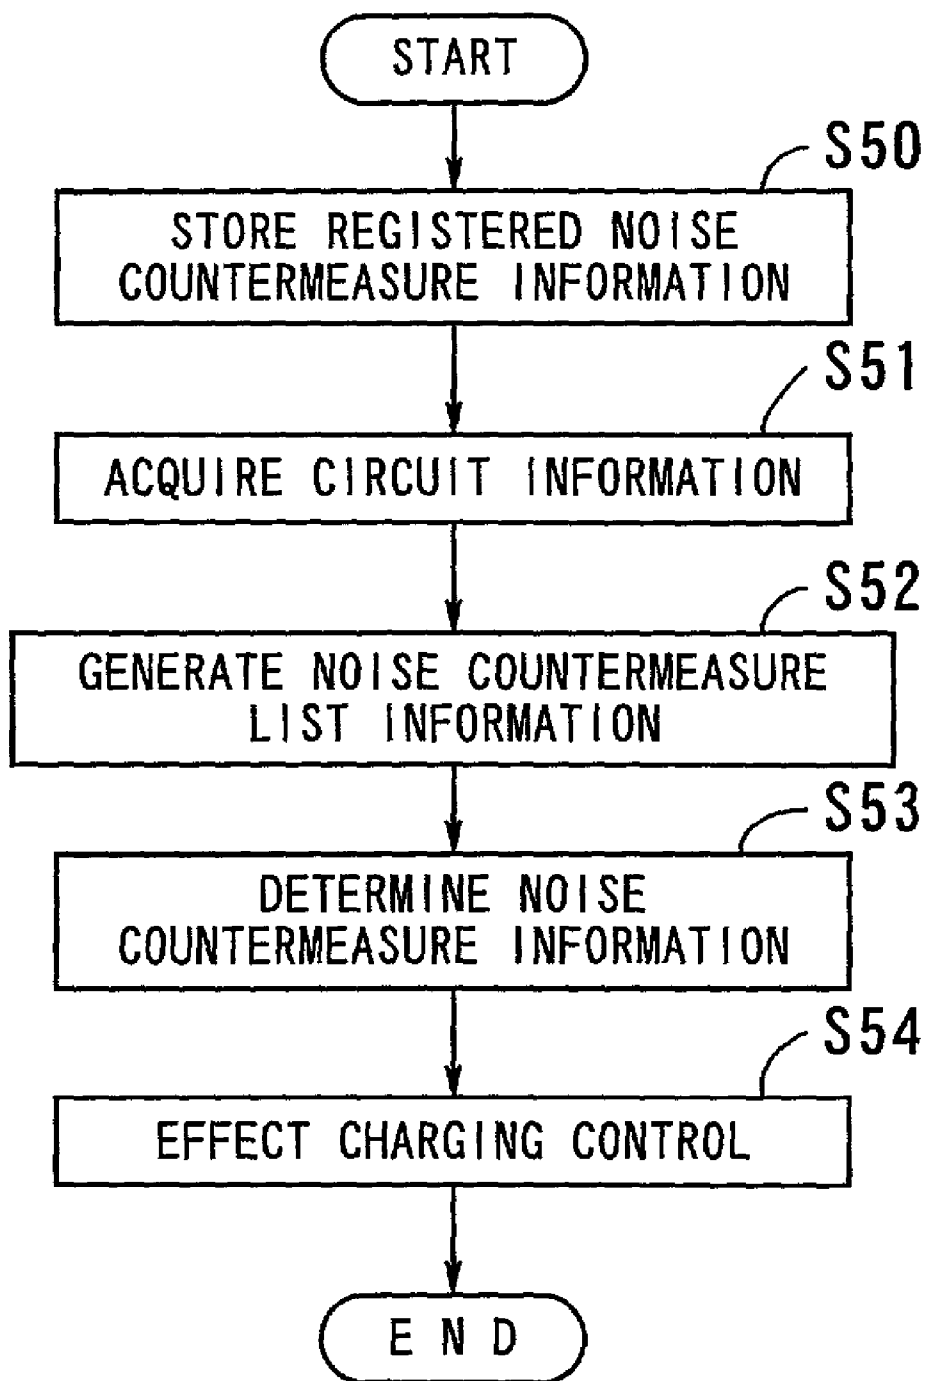 START
S50
STORE REGISTERED NOISE
COUNTERMEASURE INFORMATION
S51
ACQUIRE CIRCUIT INFORMATION
S52
GENERATE NOISE COUNTERMEASURE
LIST INFORMATION
S53
DETERMINE NOISE
COUNTERMEASURE INFORMATION
S54
EFFECT CHARGING CONTROL
END